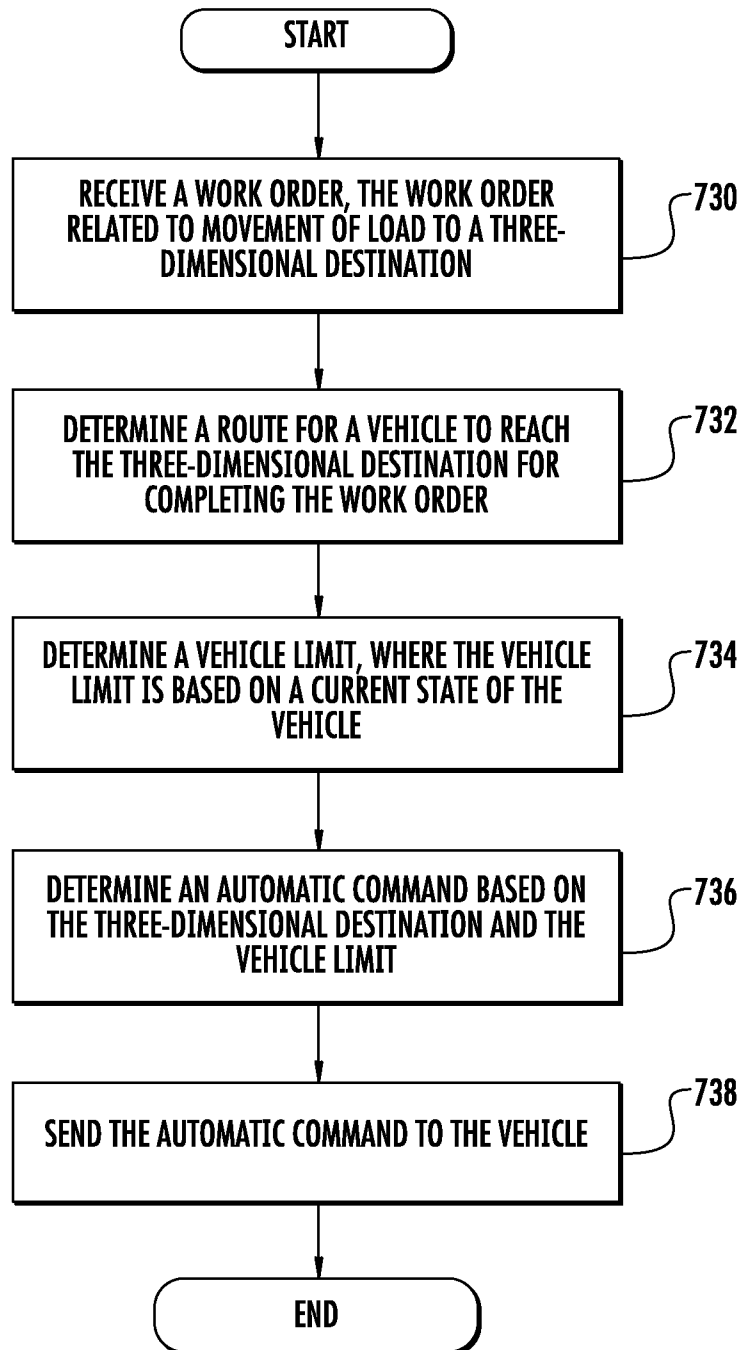 START
RECEIVE A WORK ORDER, THE WORK ORDER
RELATED TO MOVEMENT OF LOAD TO A THREE-
DIMENSIONAL DESTINATION
730
DETERMINE A ROUTE FOR A VEHICLE TO REACH
THE THREE-DIMENSIONAL DESTINATION FOR
COMPLETING THE WORK ORDER
732
DETERMINE A VEHICLE LIMIT, WHERE THE VEHICLE
LIMIT IS BASED ON A CURRENT STATE OF THE
VEHICLE
734
DETERMINE AN AUTOMATIC COMMAND BASED ON
THE THREE-DIMENSIONAL DESTINATION AND THE
VEHICLE LIMIT
736
SEND THE AUTOMATIC COMMAND TO THE VEHICLE
738
END